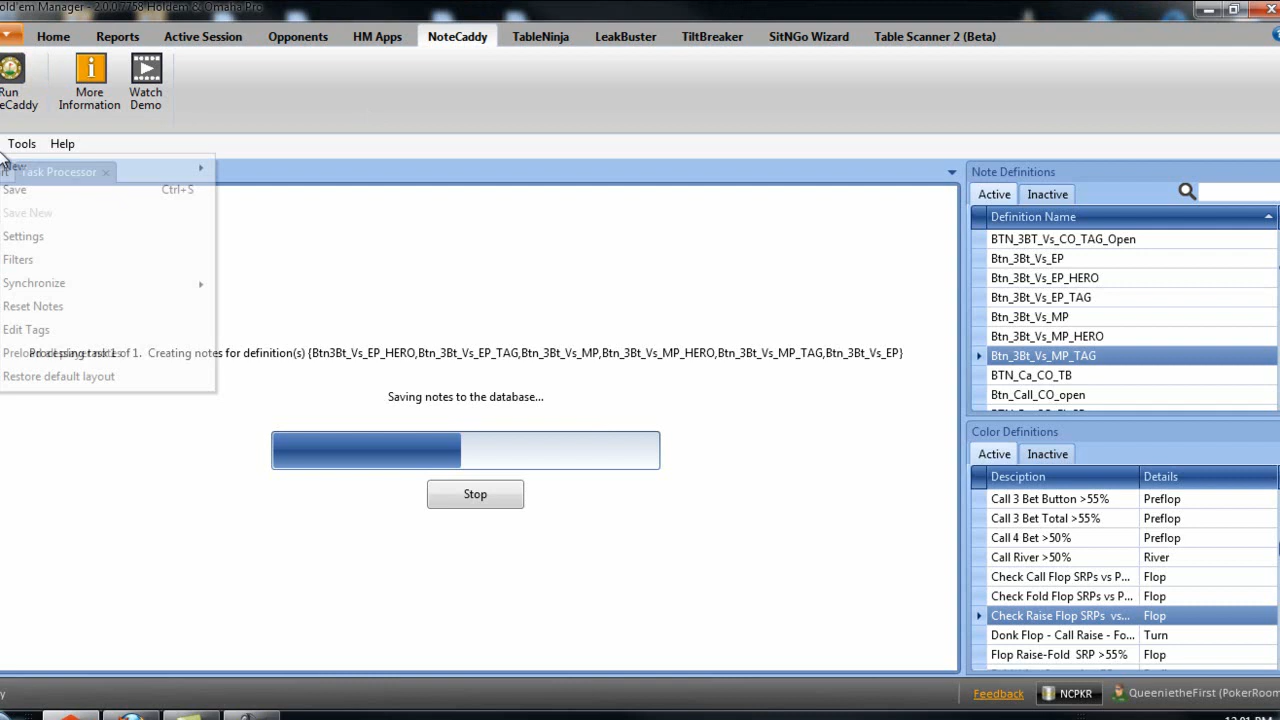 old'em Manager - 2.0.0.7758 Holdem & Omaha Pro
Home Reports Active Session Opponents HM Apps NoteCaddy TableNinja LeakBuster TiltBreaker SitNGo Wizard Table Scanner 2 (Beta)
Run More Watch
eCaddy Information Demo
Tools Help
New
Task Processor
Save Ctrl+S
Save New
Settings
Filters
Synchronize
Reset Notes
Edit Tags
Processing task 1 of 1. Creating notes for definition(s) {Btn3Bt_Vs_EP_HERO,Btn_3Bt_Vs_EP_TAG,Btn_3Bt_Vs_MP,Btn_3Bt_Vs_MP_HERO,Btn_3Bt_Vs_MP_TAG,Btn_3Bt_Vs_EP}
Restore default layout
Saving notes to the database...
Stop
Note Definitions
Active Inactive
Definition Name
BTN_3BT_Vs_CO_TAG_Open
Btn_3Bt_Vs_EP
Btn_3Bt_Vs_EP_HERO
Btn_3Bt_Vs_EP_TAG
Btn_3Bt_Vs_MP
Btn_3Bt_Vs_MP_HERO
Btn_3Bt_Vs_MP_TAG
BTN_Ca_CO_TB
Btn_Call_CO_open
Color Definitions
Active Inactive
Desciption Details
Call 3 Bet Button >55% Preflop
Call 3 Bet Total >55% Preflop
Call 4 Bet >50% Preflop
Call River >50% River
Check Call Flop SRPs vs P... Flop
Check Fold Flop SRPs vs P... Flop
Check Raise Flop SRPs vs... Flop
Donk Flop - Call Raise - Fo... Turn
Flop Raise-Fold SRP >55% Flop
y
Feedback NCPKR QueenietheFirst (PokerRoom